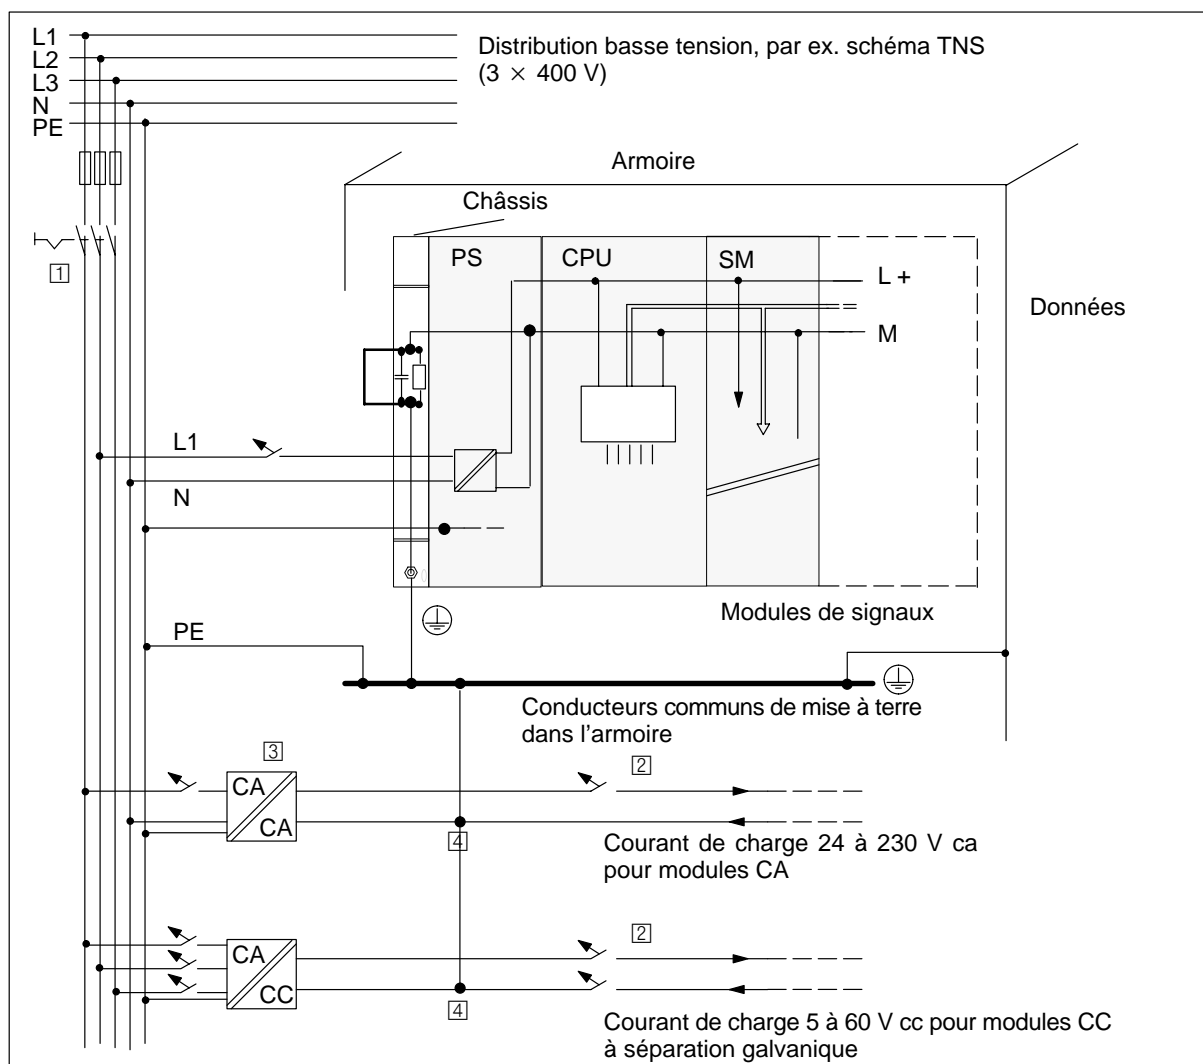 L1
L2
L3
N
PE
Distribution basse tension, par ex. schéma TNS
(3 × 400 V)
Armoire
Châssis
PS
CPU
SM
L +
Données
M
1
L1
N
Modules de signaux
PE
Conducteurs communs de mise à terre
dans l'armoire
3
2
CA
CA
4
Courant de charge 24 à 230 V ca
pour modules CA
2
CA
CC
4
Courant de charge 5 à 60 V cc pour modules CC
à séparation galvanique